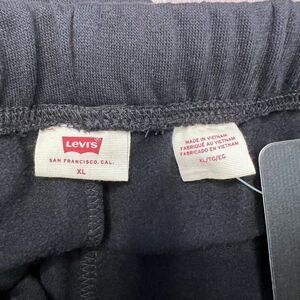 Levi's
SAN FRANCISCO, CAL.
XL
MADE IN VIETNAM
FABRIQUÉ AU VIETNAM
FABRICADO EN VIETNAM
XL/TG/EG